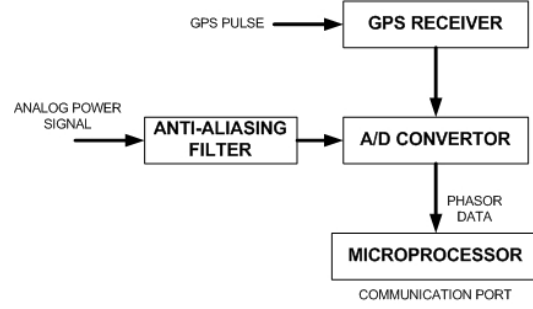 GPS PULSE
GPS RECEIVER
ANALOG POWER
SIGNAL
ANTI-ALIASING
FILTER
A/D CONVERTOR
PHASOR
DATA
MICROPROCESSOR
COMMUNICATION PORT